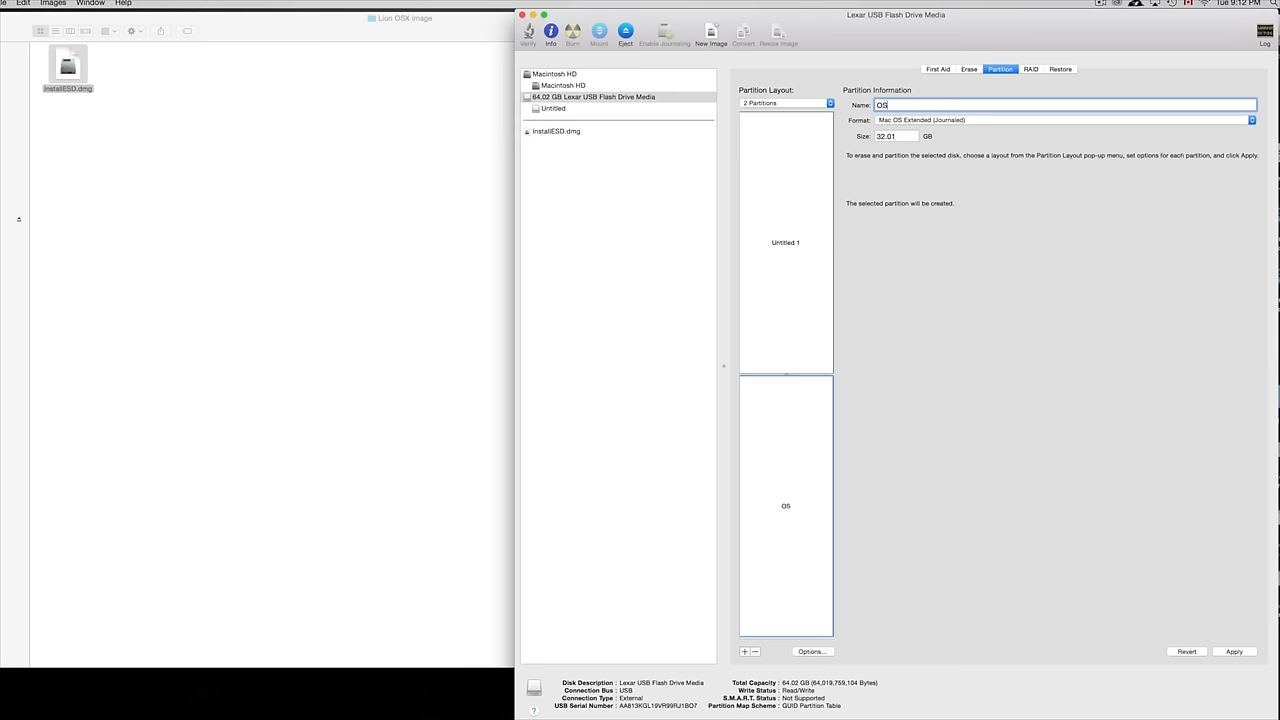 Edit Images Window Help
Tue 9:12 PM
Lion OSX image
InstallESD.dmg
Lexar USB Flash Drive Media
Verify Info Burn Mount Eject Enable Journaling New Image Convert Resize Image Log
Macintosh HD
Macintosh HD
64.02 GB Lexar USB Flash Drive Media
Untitled
InstallESD.dmg
First Aid Erase Partition RAID Restore
Partition Layout:
2 Partitions
Untitled 1
OS
+ −
Options...
Partition Information
Name: OS
Format: Mac OS Extended (Journaled)
Size: 32.01 GB
To erase and partition the selected disk, choose a layout from the Partition Layout pop-up menu, set options for each partition, and click Apply.
The selected partition will be created.
Revert Apply
Disk Description : Lexar USB Flash Drive Media
Connection Bus : USB
Connection Type : External
USB Serial Number : AA813KGL19VR99RJ1BO7
Total Capacity : 64.02 GB (64,019,759,104 Bytes)
Write Status : Read/Write
S.M.A.R.T. Status : Not Supported
Partition Map Scheme : GUID Partition Table
?